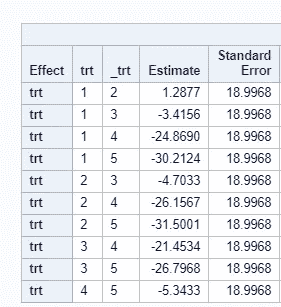 Standard
Effect trt _trt Estimate Error
trt 1 2 1.2877 18.9968
trt 1 3 -3.4156 18.9968
trt 1 4 -24.8690 18.9968
trt 1 5 -30.2124 18.9968
trt 2 3 -4.7033 18.9968
trt 2 4 -26.1567 18.9968
trt 2 5 -31.5001 18.9968
trt 3 4 -21.4534 18.9968
trt 3 5 -26.7968 18.9968
trt 4 5 -5.3433 18.9968